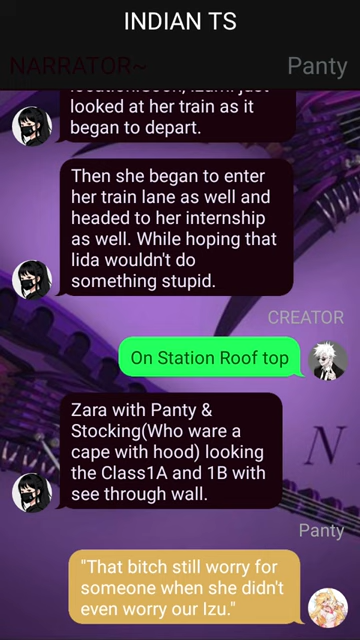 INDIAN TS
NARRATOR~
Panty
looked at her train as it
began to depart.
Then she began to enter
her train lane as well and
headed to her internship
as well. While hoping that
Iida wouldn't do
something stupid.
CREATOR
On Station Roof top
Zara with Panty &
Stocking(Who ware a
cape with hood) looking
the Class1A and 1B with
see through wall.
N
Panty
"That bitch still worry for
someone when she didn't
even worry our Izu."